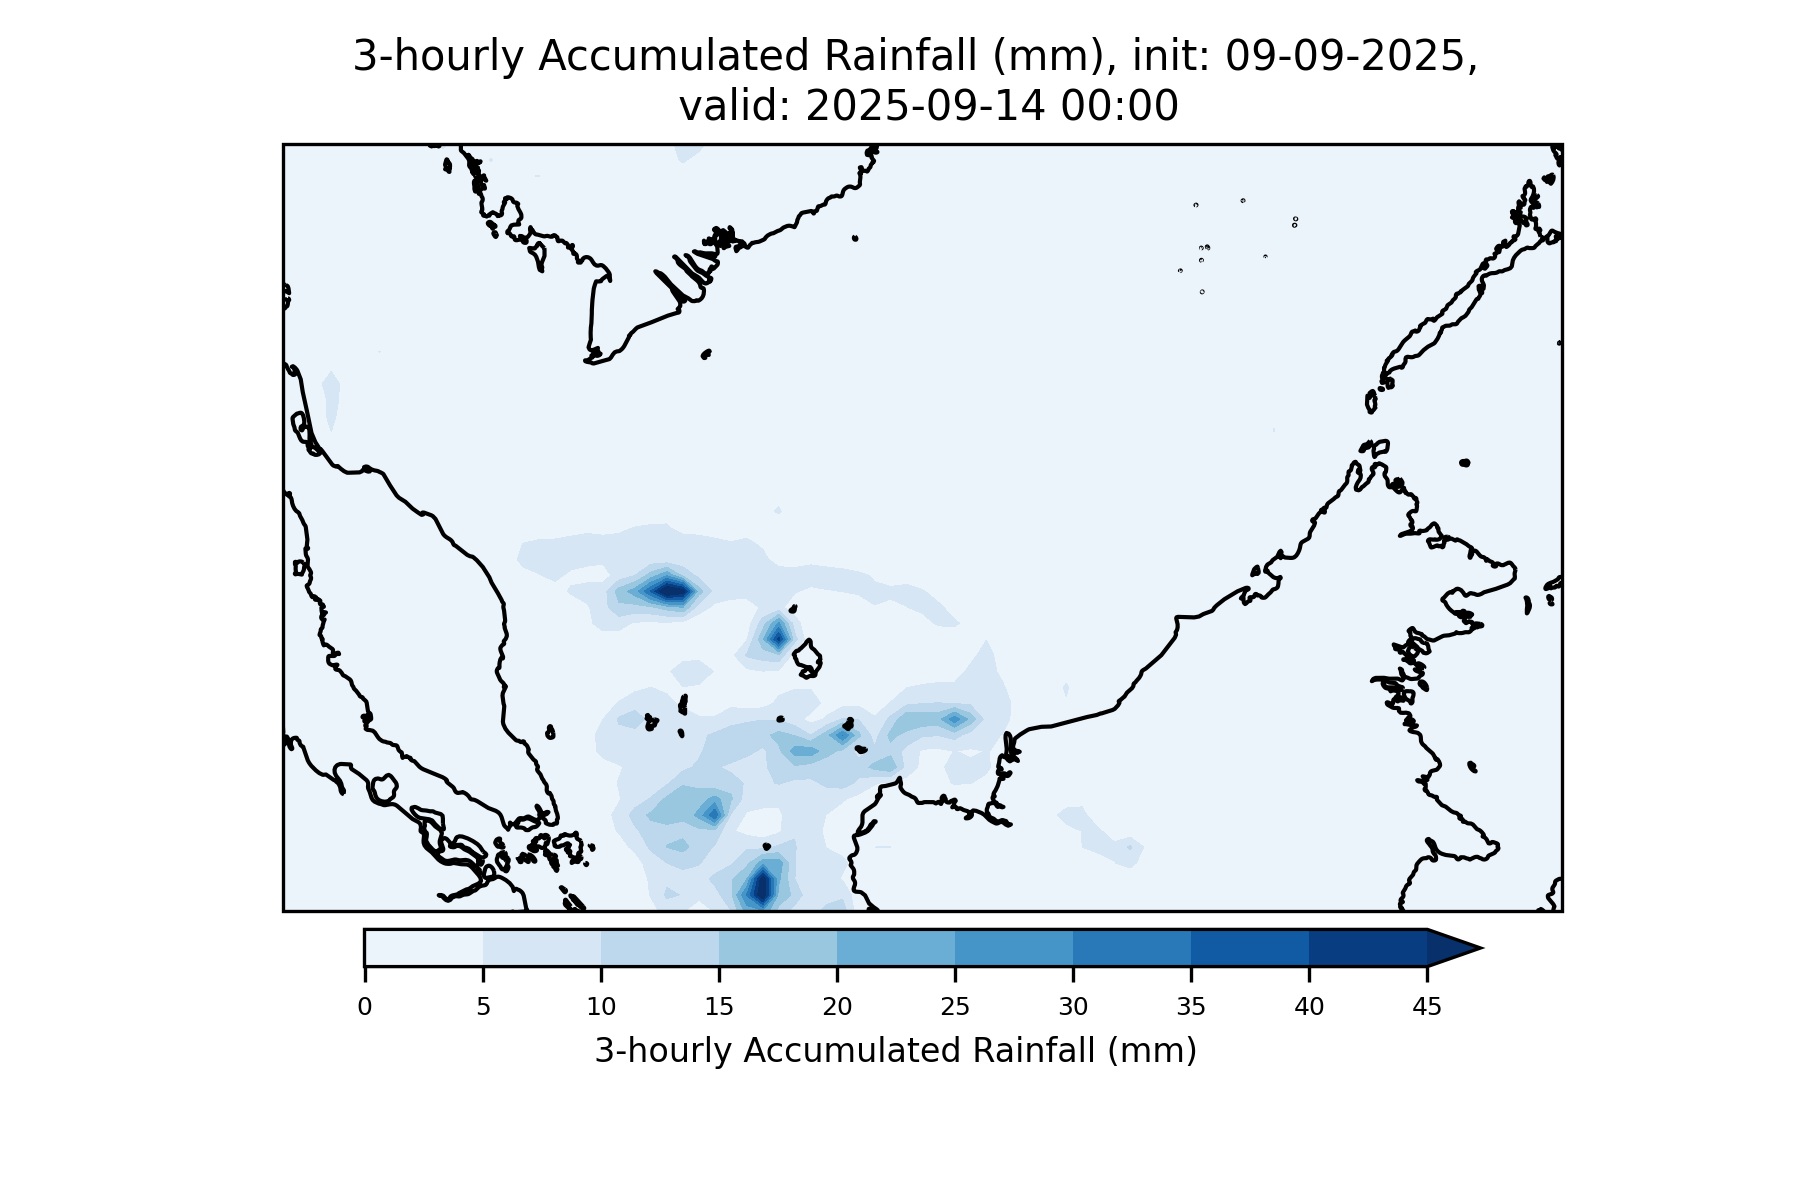 3-hourly Accumulated Rainfall (mm), init: 09-09-2025,
valid: 2025-09-14 00:00
0 5 10 15 20 25 30 35 40 45
3-hourly Accumulated Rainfall (mm)